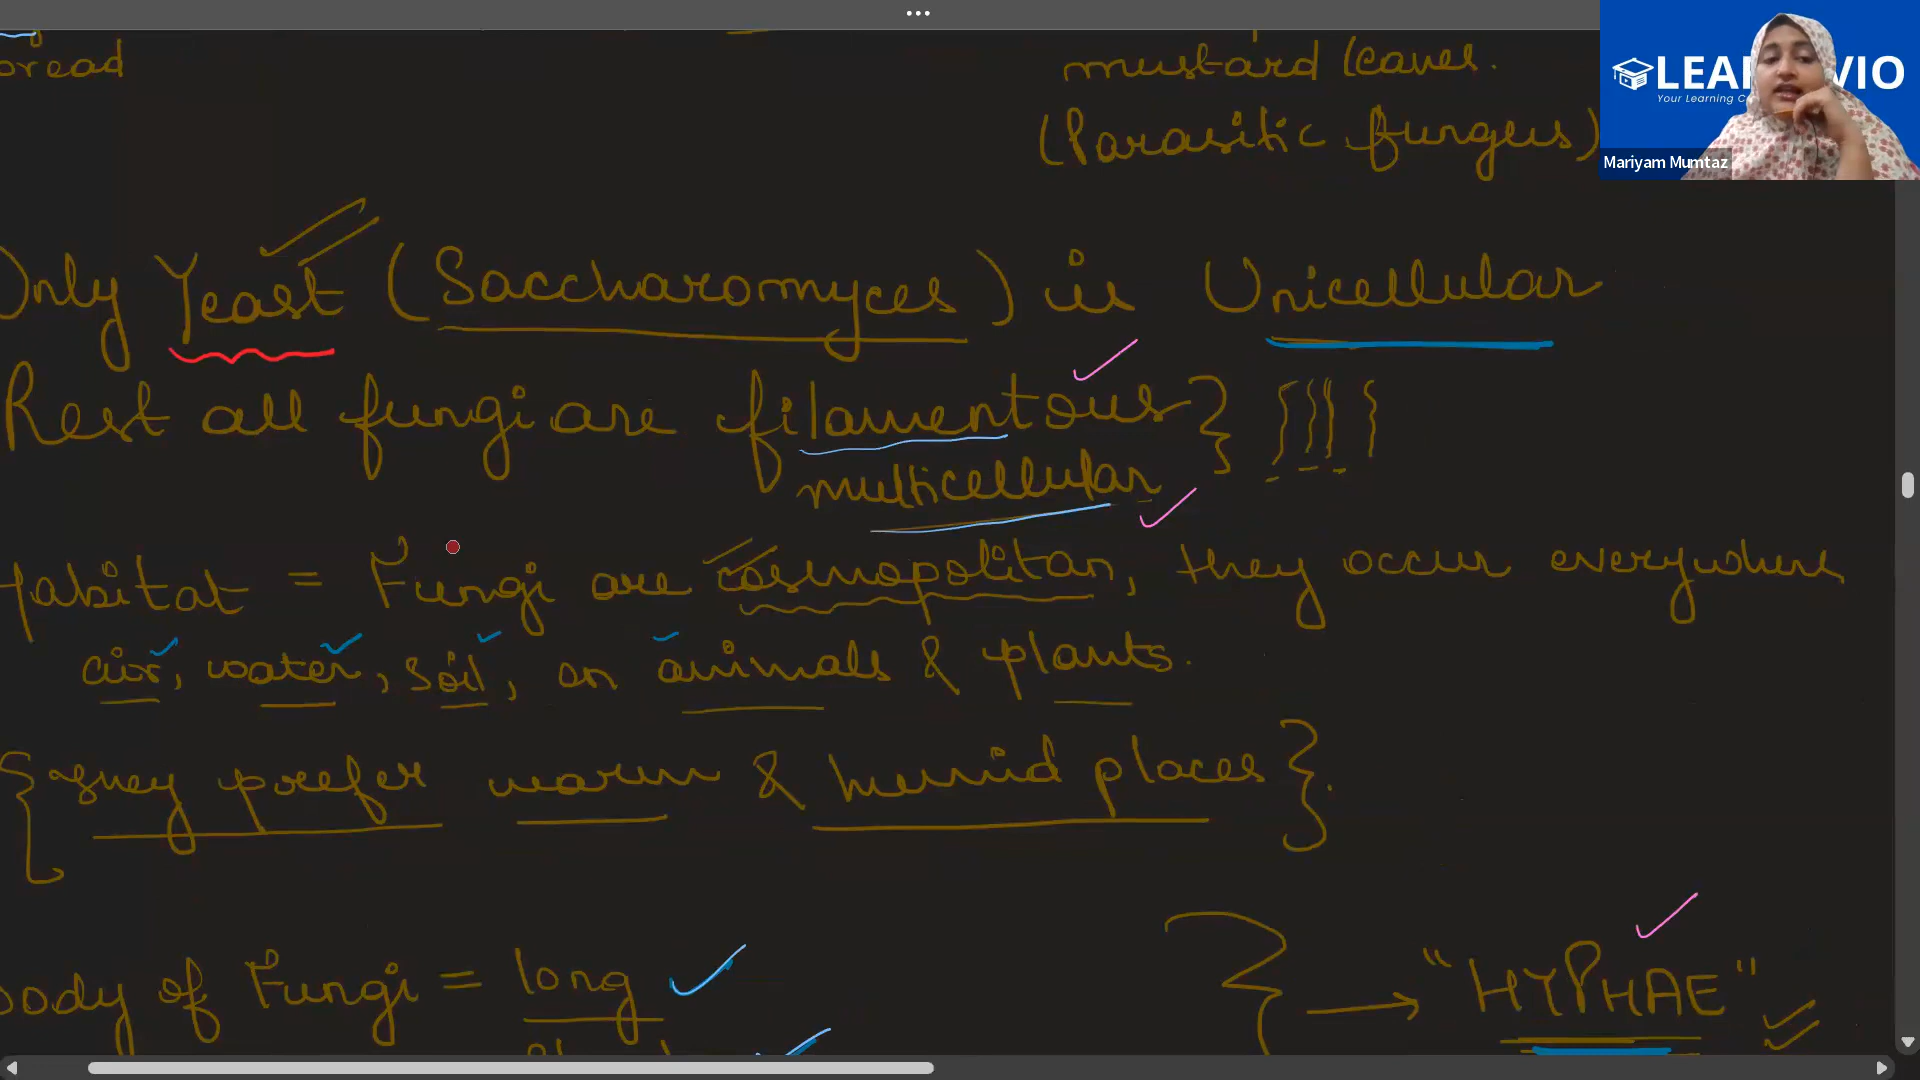 bread
mustard leaves.
(Parasitic fungus)
LEA VIO
Your Learning C
Mariyam Mumtaz
Only Yeast (Saccharomyces) is Unicellular
Rest all fungi are filamentous }
multicellular
Habitat = Fungi are cosmopolitan, they occur everywhere
air, water, soil, on animals & plants.
{ They prefer warm & humid places }.
body of Fungi = long
} → "HYPHAE"